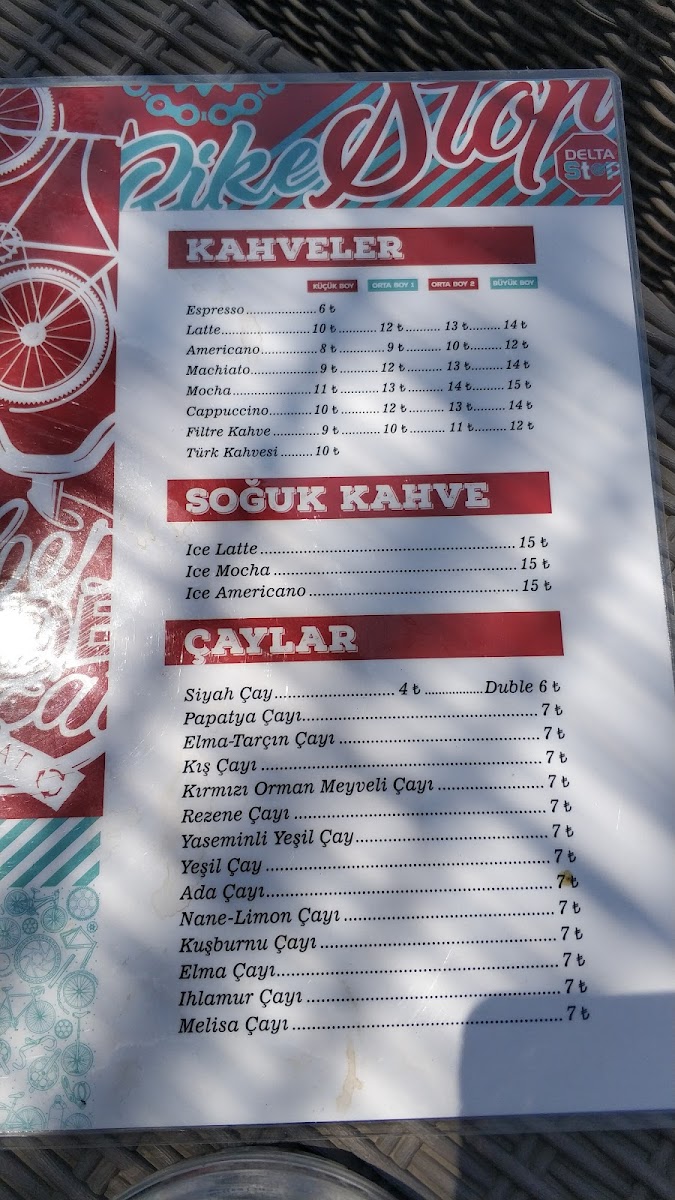 Bike Stop
DELTA
Stop
KAHVELER
KÜÇÜK BOY ORTA BOY 1 ORTA BOY 2 BÜYÜK BOY
Espresso....................6 ₺
Latte.........................10 ₺...........12 ₺..........13 ₺.........14 ₺
Americano................8 ₺..............9 ₺..........10 ₺.........12 ₺
Machiato...................9 ₺...........12 ₺..........13 ₺.........14 ₺
Mocha.......................11 ₺...........13 ₺..........14 ₺.........15 ₺
Cappuccino............10 ₺...........12 ₺..........13 ₺.........14 ₺
Filtre Kahve.............9 ₺...........10 ₺..........11 ₺.........12 ₺
Türk Kahvesi.........10 ₺
SOĞUK KAHVE
Ice Latte.......................................................15 ₺
Ice Mocha.....................................................15 ₺
Ice Americano..............................................15 ₺
ÇAYLAR
Siyah Çay..........................4 ₺..................Duble 6 ₺
Papatya Çayı...................................................7 ₺
Elma-Tarçın Çayı...........................................7 ₺
Kış Çayı...........................................................7 ₺
Kırmızı Orman Meyveli Çayı.......................7 ₺
Rezene Çayı.....................................................7 ₺
Yaseminli Yeşil Çay........................................7 ₺
Yeşil Çay...........................................................7 ₺
Ada Çayı...........................................................7 ₺
Nane-Limon Çayı............................................7 ₺
Kuşburnu Çayı.................................................7 ₺
Elma Çayı..........................................................7 ₺
Ihlamur Çayı....................................................7 ₺
Melisa Çayı.......................................................7 ₺